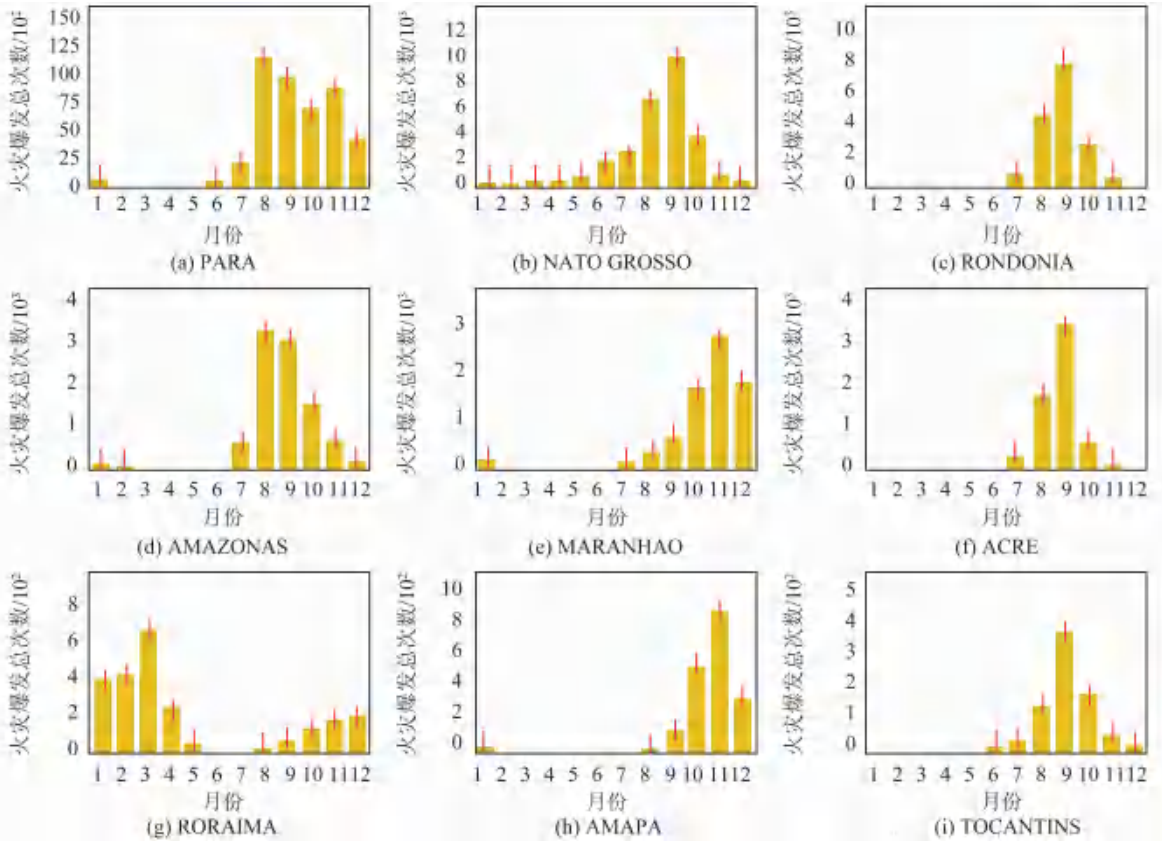 火灾爆发总次数/10²
150
125
100
75
50
25
0
1 2 3 4 5 6 7 8 9 10 11 12
月份
(a) PARA
火灾爆发总次数/10³
12
10
8
6
4
2
0
1 2 3 4 5 6 7 8 9 10 11 12
月份
(b) NATO GROSSO
火灾爆发总次数/10³
10
8
6
4
2
0
1 2 3 4 5 6 7 8 9 10 11 12
月份
(c) RONDONIA
火灾爆发总次数/10³
4
3
2
1
0
1 2 3 4 5 6 7 8 9 10 11 12
月份
(d) AMAZONAS
火灾爆发总次数/10³
3
2
1
0
1 2 3 4 5 6 7 8 9 10 11 12
月份
(e) MARANHAO
火灾爆发总次数/10³
4
3
2
1
0
1 2 3 4 5 6 7 8 9 10 11 12
月份
(f) ACRE
火灾爆发总次数/10²
8
6
4
2
0
1 2 3 4 5 6 7 8 9 10 11 12
月份
(g) RORAIMA
火灾爆发总次数/10²
10
8
6
4
2
0
1 2 3 4 5 6 7 8 9 10 11 12
月份
(h) AMAPA
火灾爆发总次数/10³
5
4
3
2
1
0
1 2 3 4 5 6 7 8 9 10 11 12
月份
(i) TOCANTINS